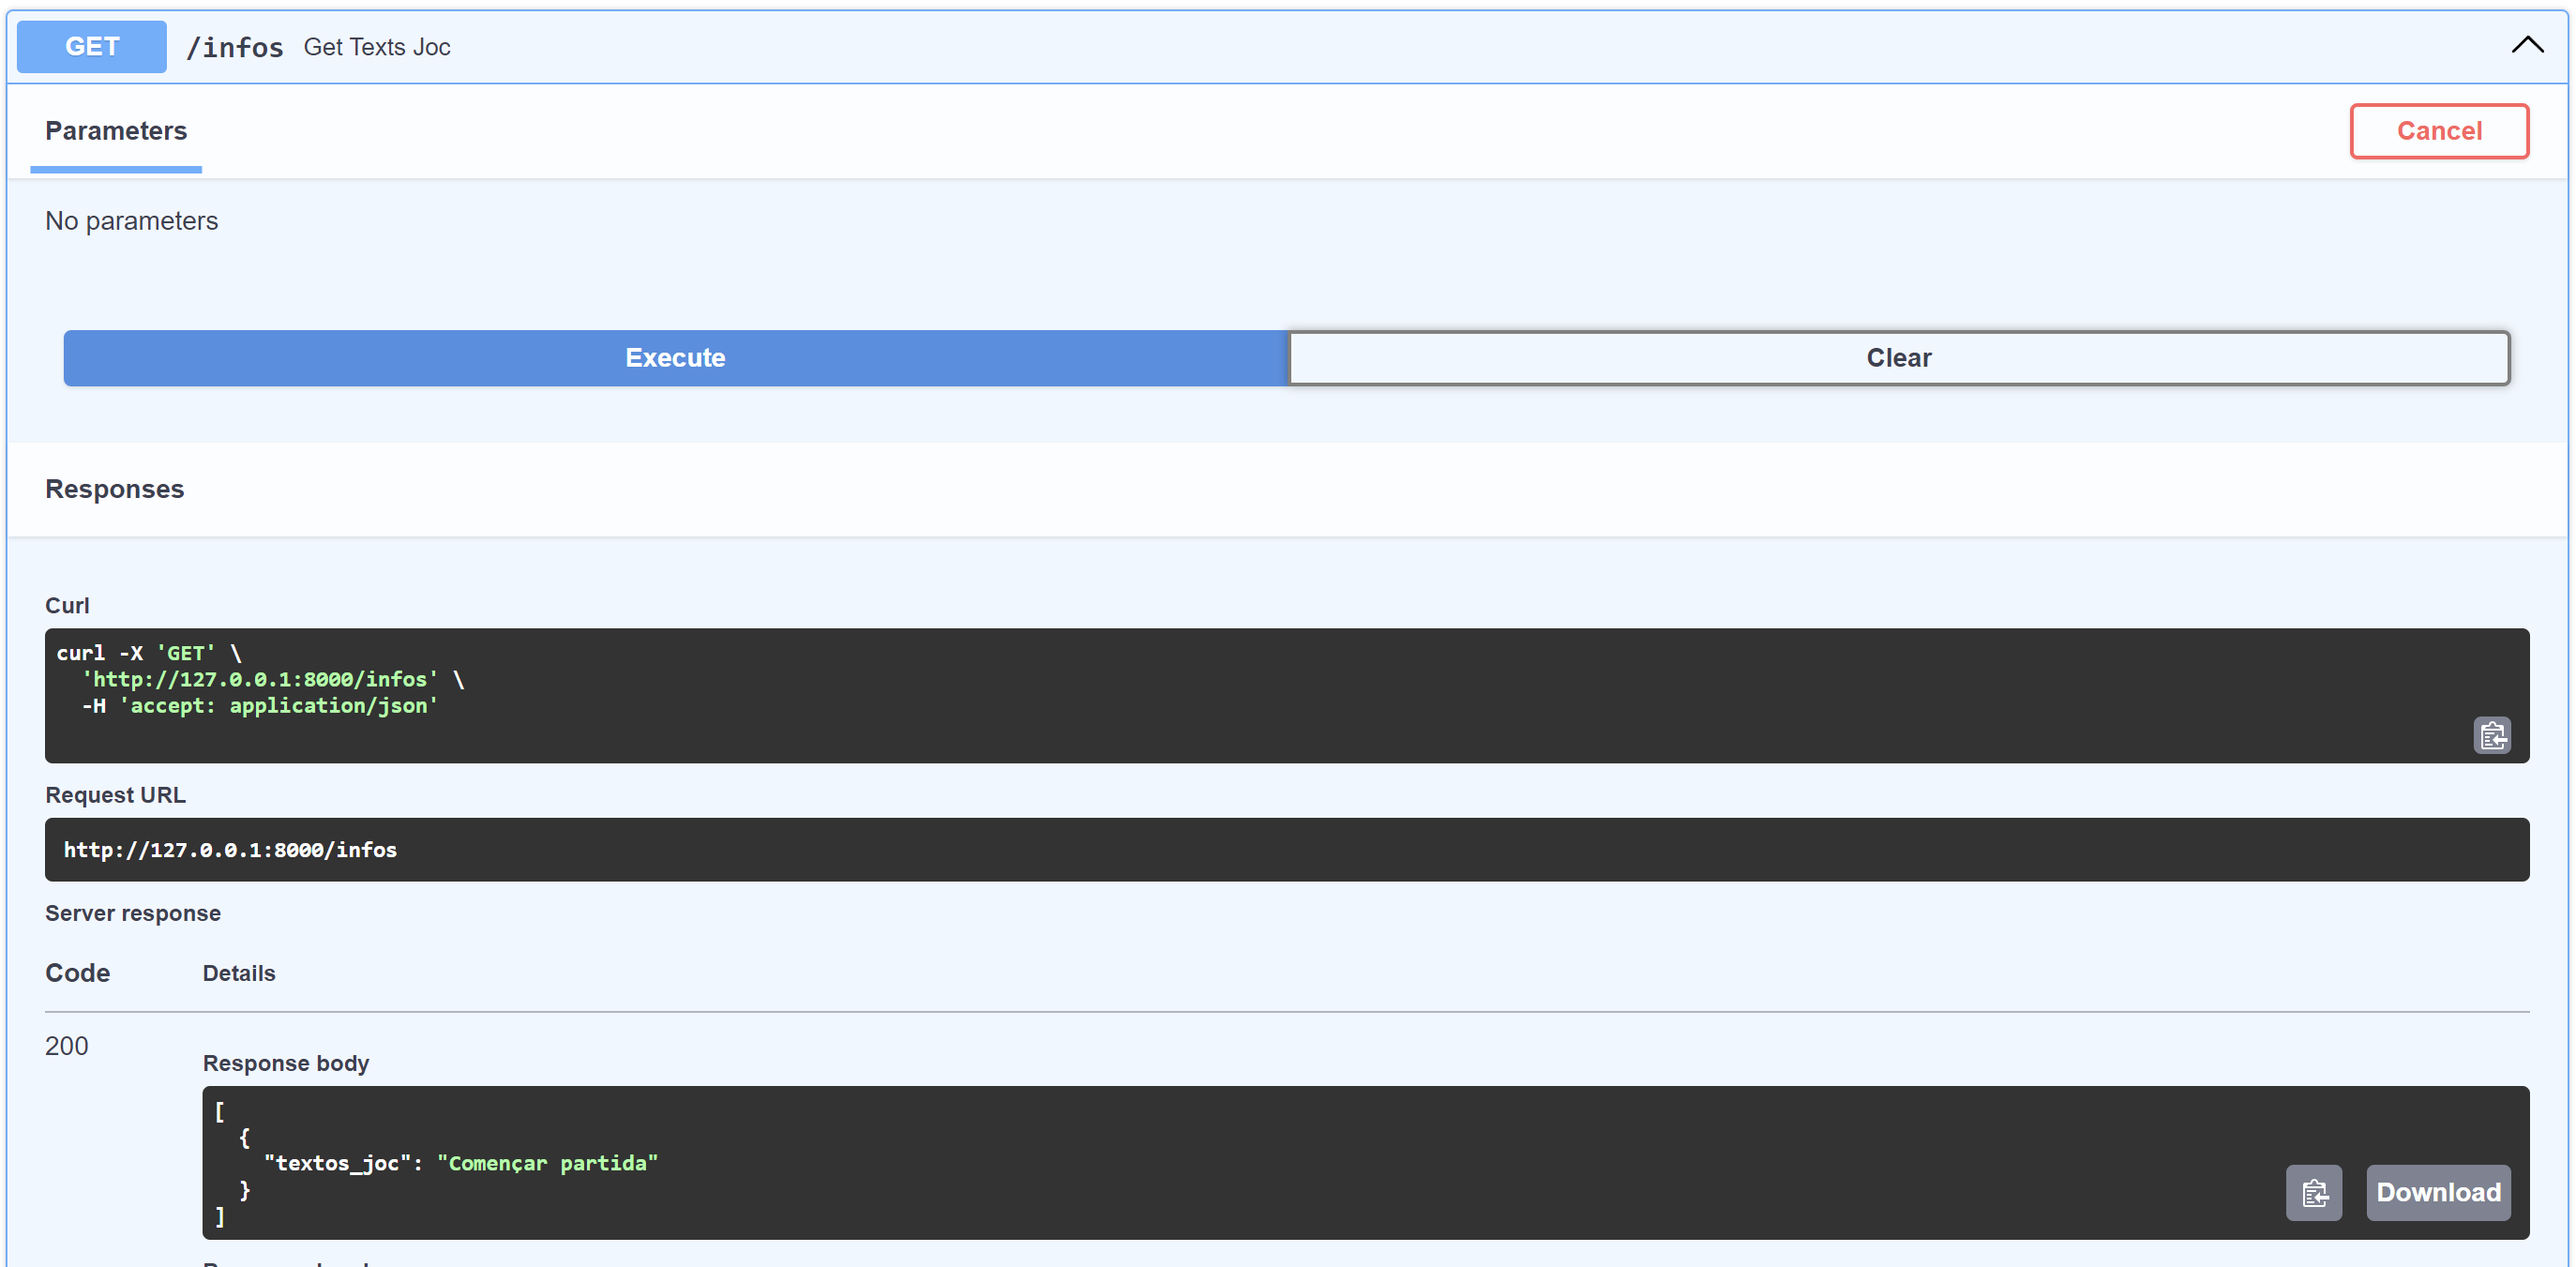 GET /infos Get Texts Joc
Parameters
Cancel
No parameters
Execute
Clear
Responses
Curl
curl -X 'GET' \
  'http://127.0.0.1:8000/infos' \
  -H 'accept: application/json'
Request URL
http://127.0.0.1:8000/infos
Server response
Code Details
200
Response body
[
  {
    "textos_joc": "Començar partida"
  }
]
Download